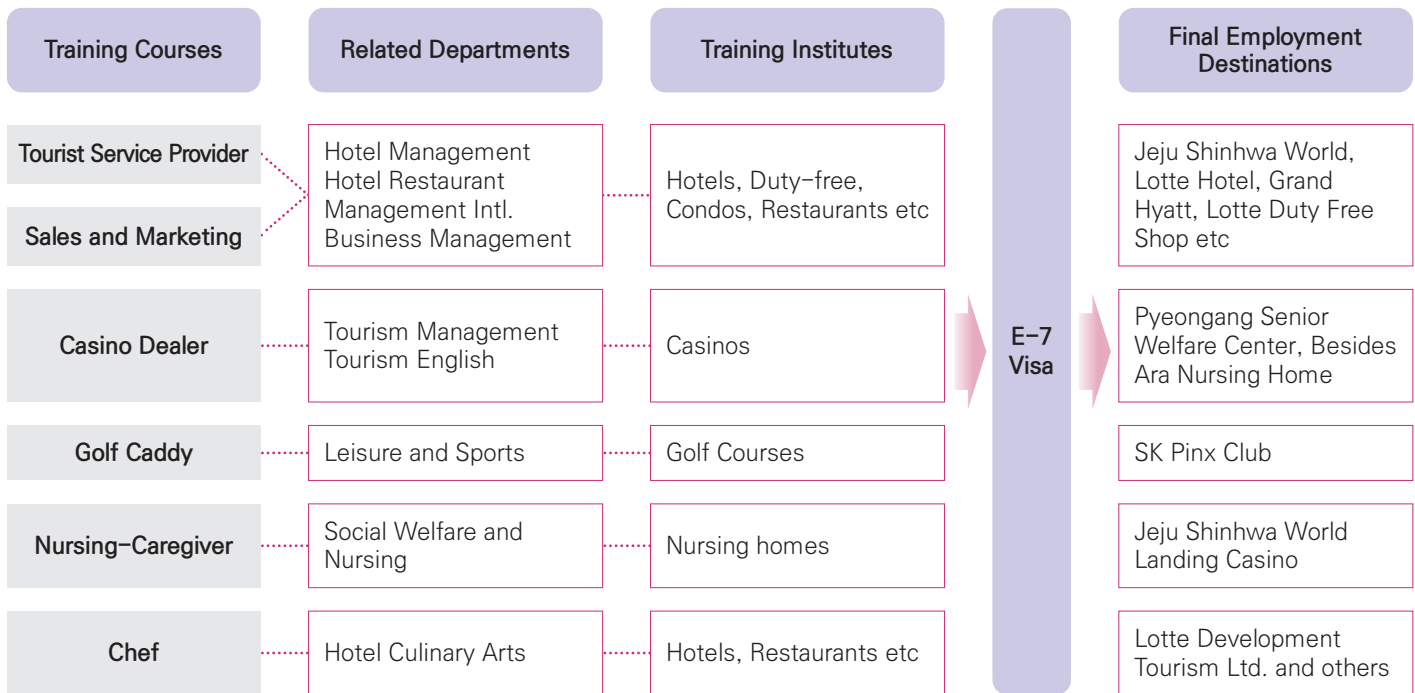 Training Courses
Related Departments
Training Institutes
Final Employment
Destinations
Tourist Service Provider
Sales and Marketing
Hotel Management
Hotel Restaurant
Management Intl.
Business Management
Hotels, Duty-free,
Condos, Restaurants etc
Jeju Shinhwa World,
Lotte Hotel, Grand
Hyatt, Lotte Duty Free
Shop etc
Casino Dealer
Tourism Management
Tourism English
Casinos
E-7
Visa
Pyeongang Senior
Welfare Center, Besides
Ara Nursing Home
Golf Caddy
Leisure and Sports
Golf Courses
SK Pinx Club
Nursing-Caregiver
Social Welfare and
Nursing
Nursing homes
Jeju Shinhwa World
Landing Casino
Chef
Hotel Culinary Arts
Hotels, Restaurants etc
Lotte Development
Tourism Ltd. and others